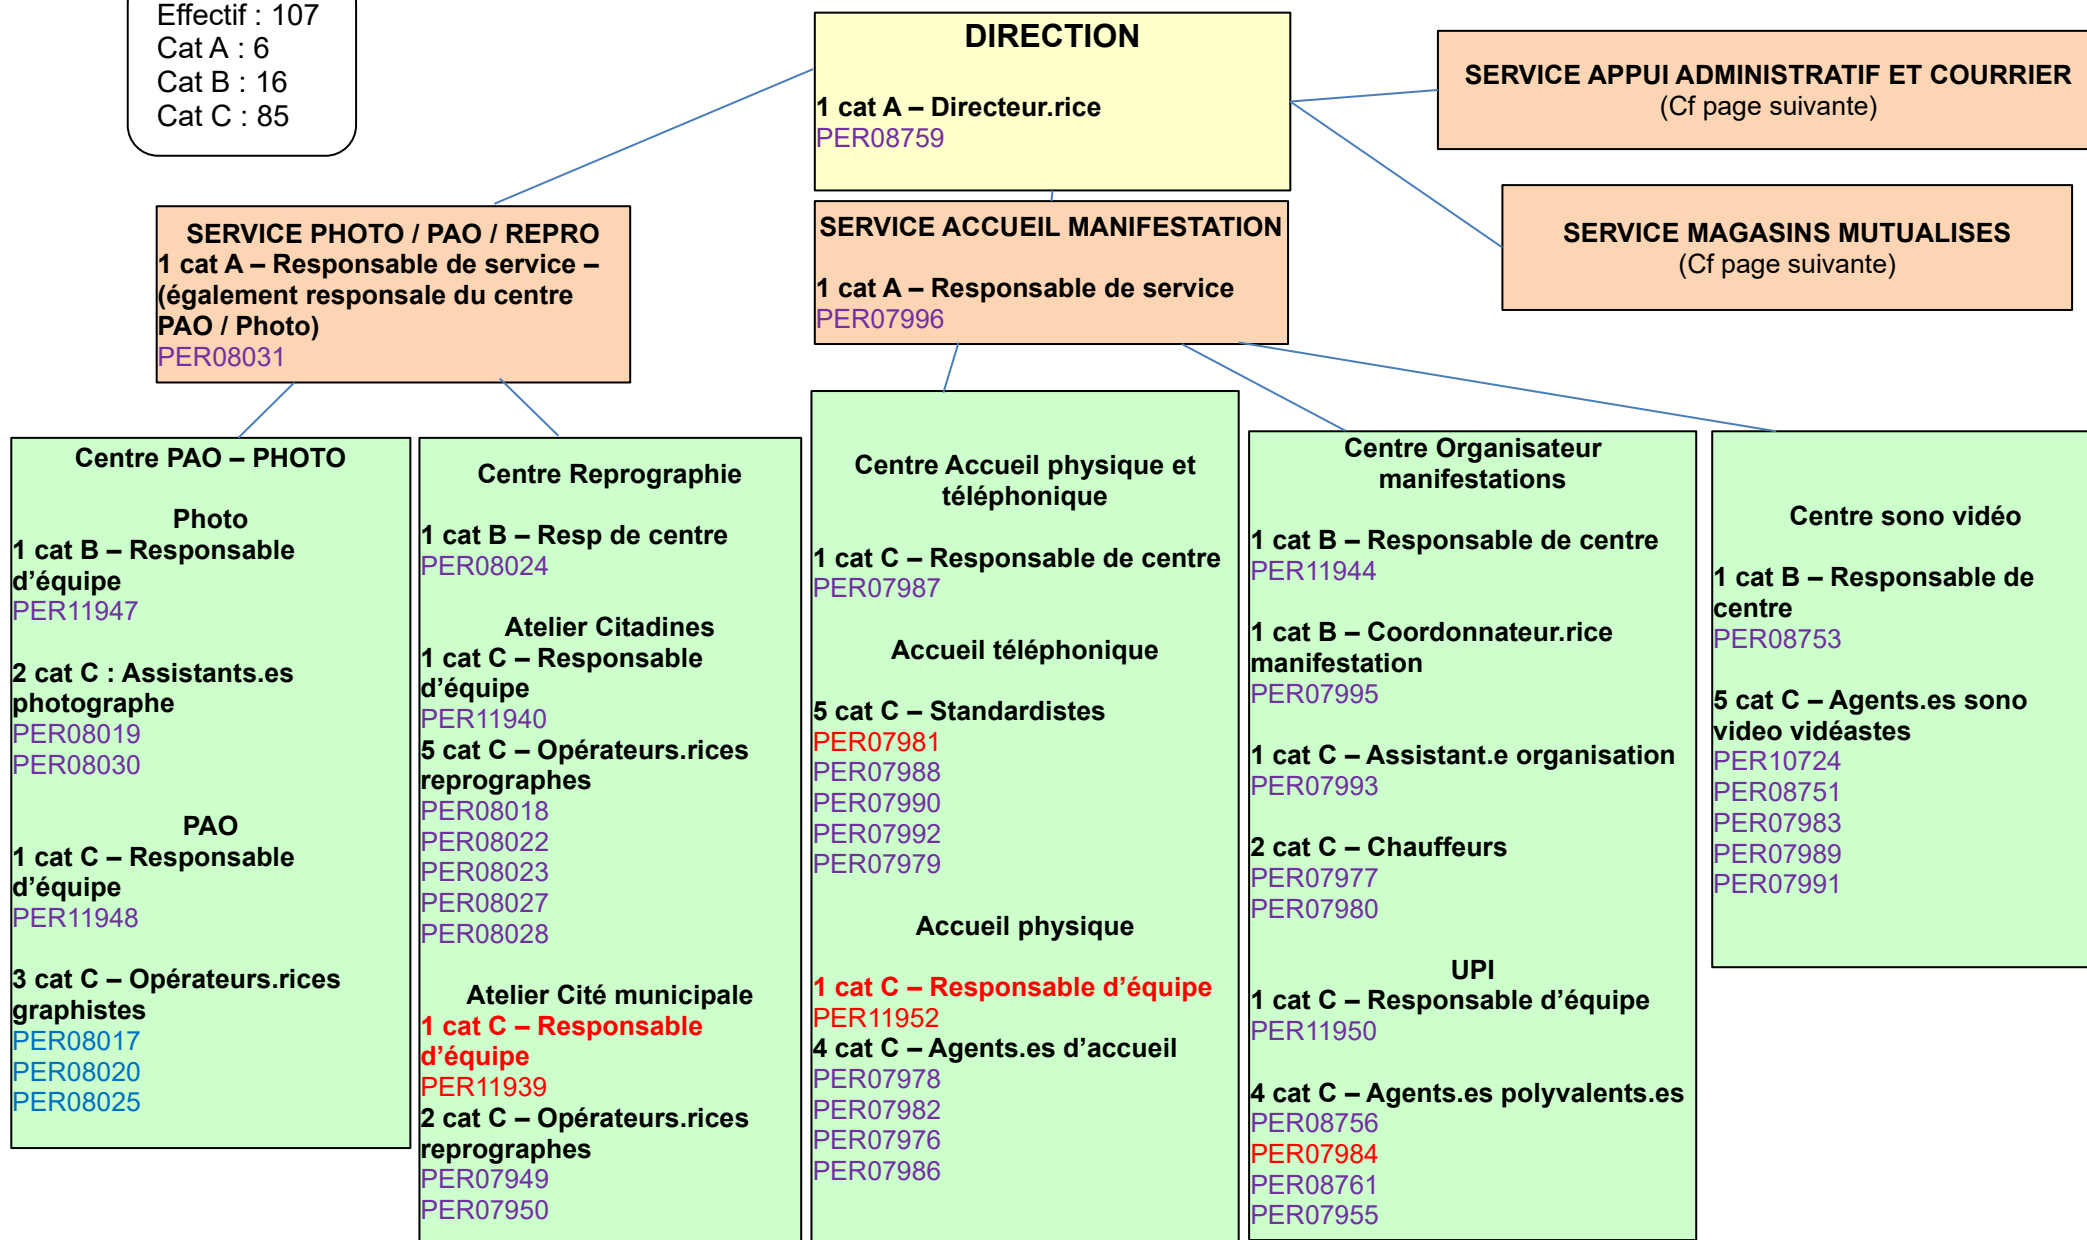 Effectif : 107
Cat A : 6
Cat B : 16
Cat C : 85
DIRECTION
1 cat A – Directeur.rice
PER08759
SERVICE APPUI ADMINISTRATIF ET COURRIER
(Cf page suivante)
SERVICE MAGASINS MUTUALISES
(Cf page suivante)
SERVICE PHOTO / PAO / REPRO
1 cat A – Responsable de service –
(également responsale du centre
PAO / Photo)
PER08031
SERVICE ACCUEIL MANIFESTATION
1 cat A – Responsable de service
PER07996
Centre PAO – PHOTO
Photo
1 cat B – Responsable
d’équipe
PER11947
2 cat C : Assistants.es
photographe
PER08019
PER08030
PAO
1 cat C – Responsable
d’équipe
PER11948
3 cat C – Opérateurs.rices
graphistes
PER08017
PER08020
PER08025
Centre Reprographie
1 cat B – Resp de centre
PER08024
Atelier Citadines
1 cat C – Responsable
d’équipe
PER11940
5 cat C – Opérateurs.rices
reprographes
PER08018
PER08022
PER08023
PER08027
PER08028
Atelier Cité municipale
1 cat C – Responsable
d’équipe
PER11939
2 cat C – Opérateurs.rices
reprographes
PER07949
PER07950
Centre Accueil physique et
téléphonique
1 cat C – Responsable de centre
PER07987
Accueil téléphonique
5 cat C – Standardistes
PER07981
PER07988
PER07990
PER07992
PER07979
Accueil physique
1 cat C – Responsable d’équipe
PER11952
4 cat C – Agents.es d’accueil
PER07978
PER07982
PER07976
PER07986
Centre Organisateur
manifestations
1 cat B – Responsable de centre
PER11944
1 cat B – Coordonnateur.rice
manifestation
PER07995
1 cat C – Assistant.e organisation
PER07993
2 cat C – Chauffeurs
PER07977
PER07980
UPI
1 cat C – Responsable d’équipe
PER11950
4 cat C – Agents.es polyvalents.es
PER08756
PER07984
PER08761
PER07955
Centre sono vidéo
1 cat B – Responsable de
centre
PER08753
5 cat C – Agents.es sono
video vidéastes
PER10724
PER08751
PER07983
PER07989
PER07991